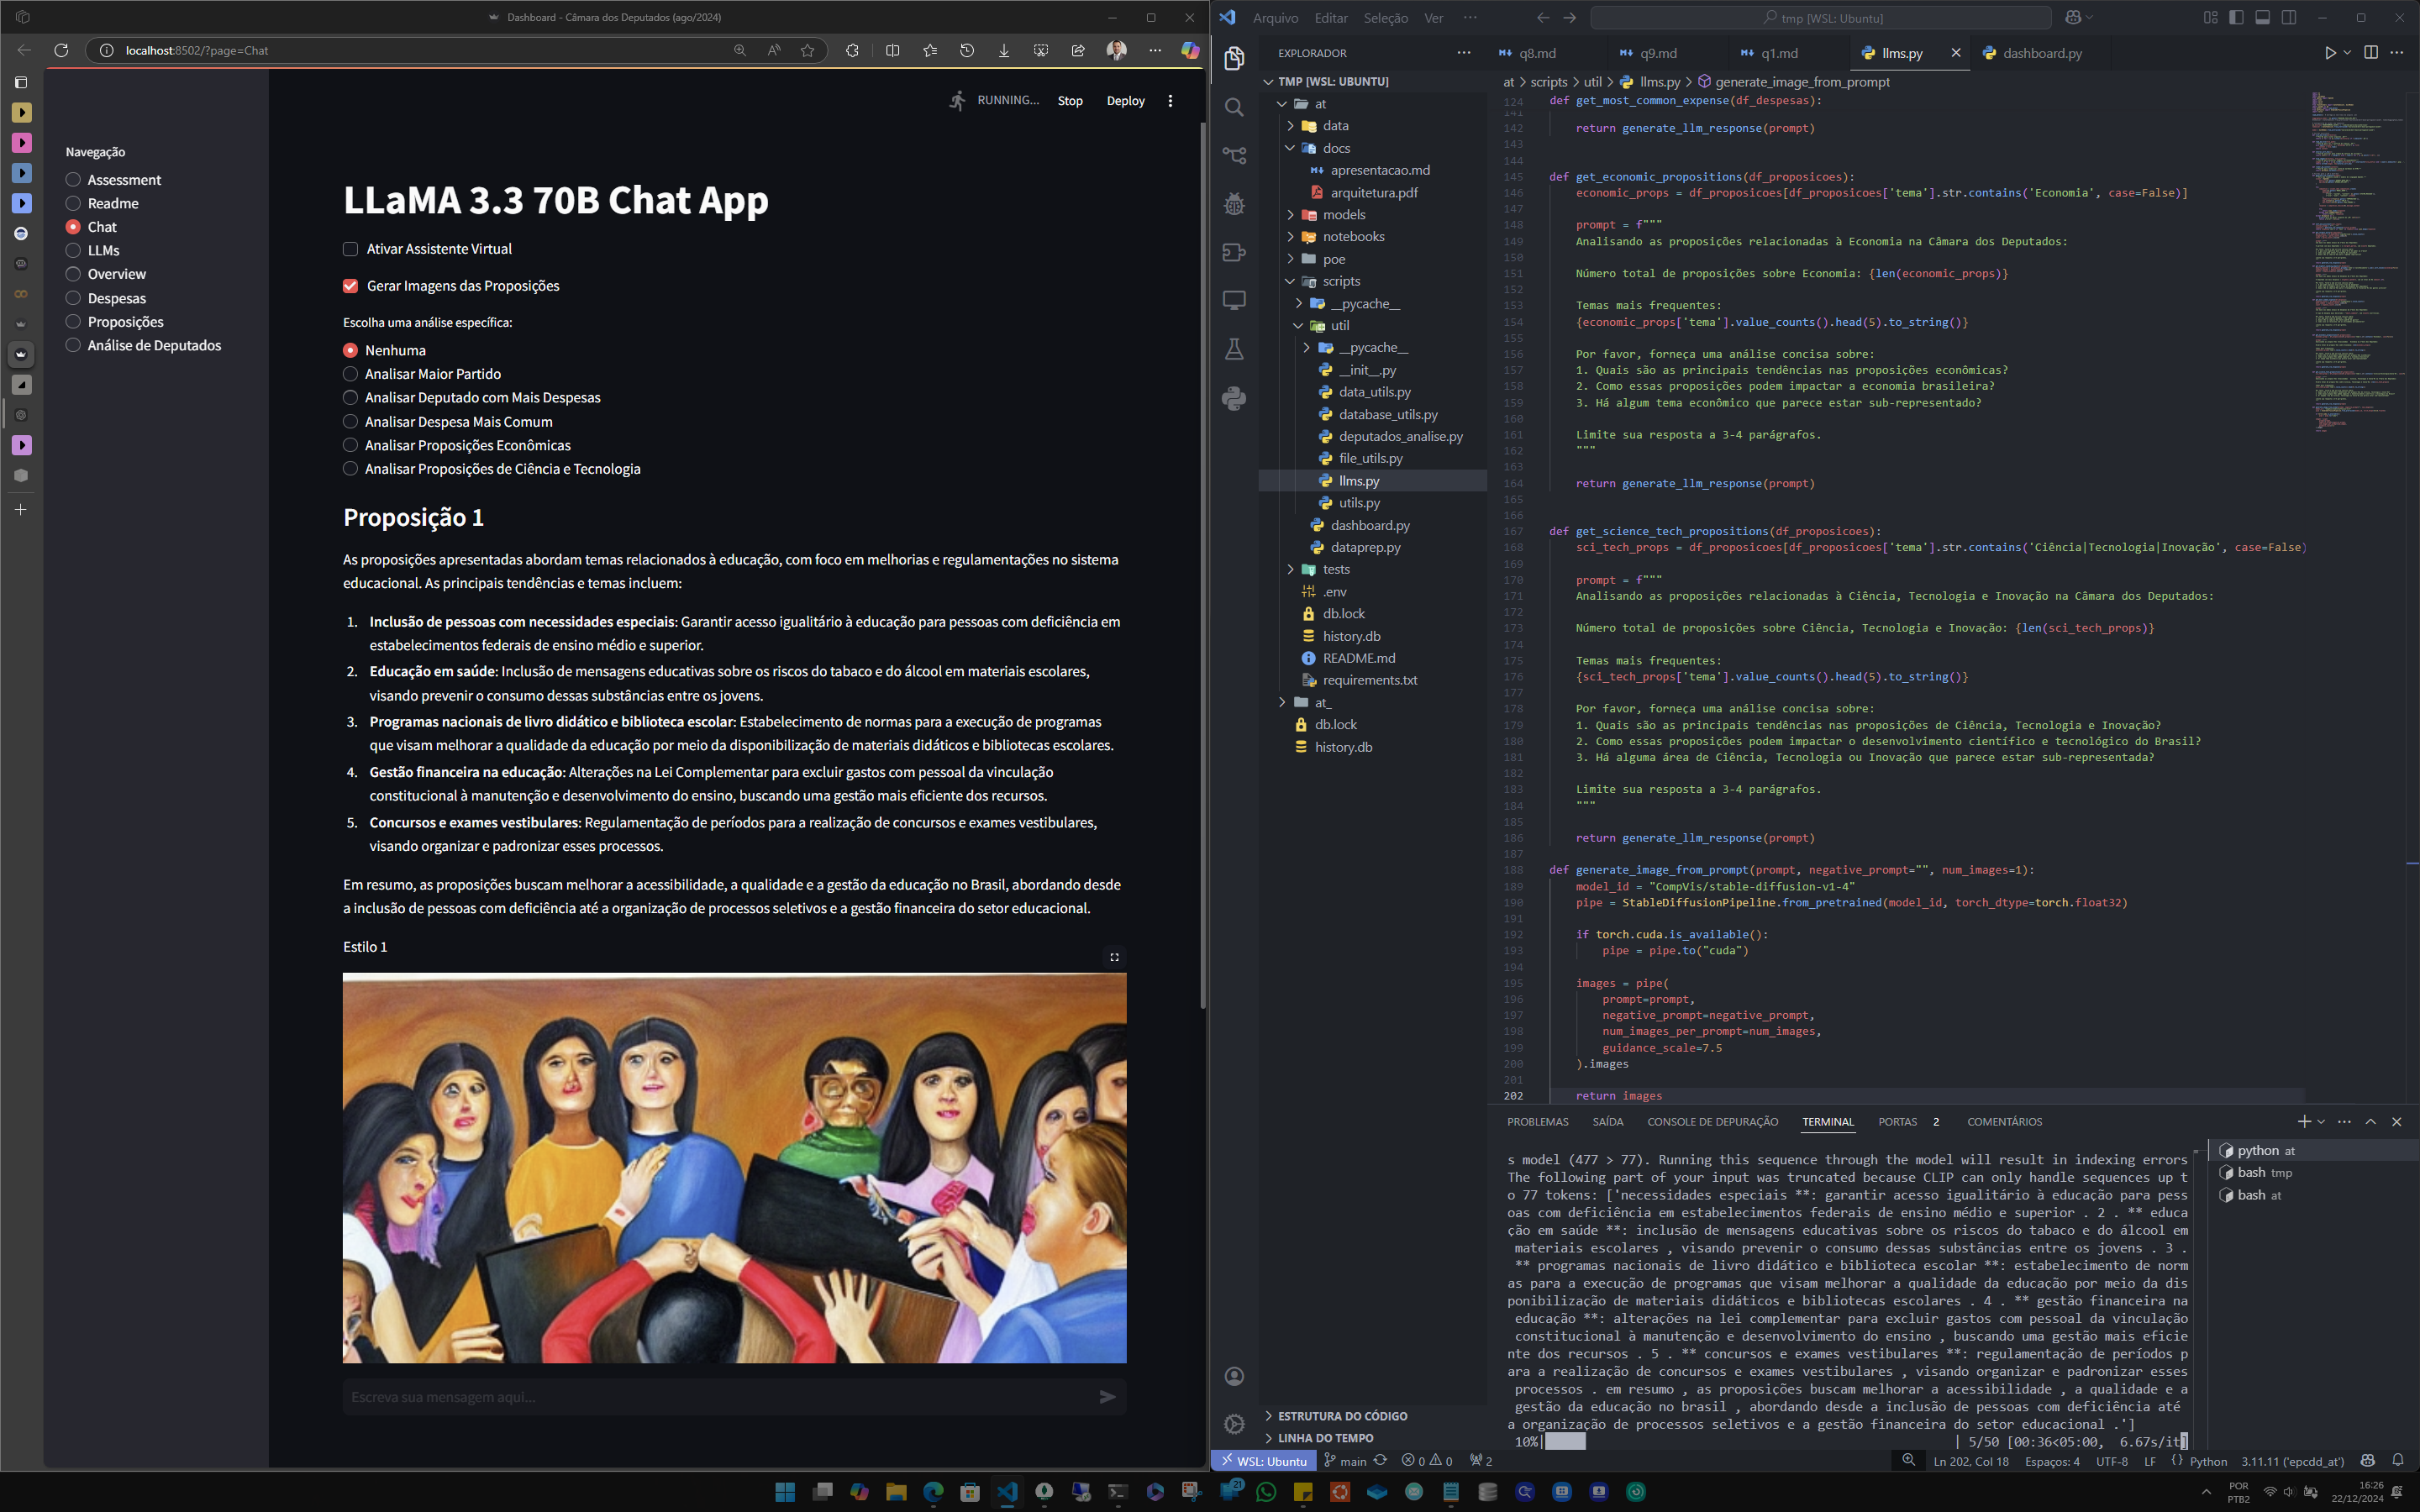 Dashboard - Câmara dos Deputados (ago/2024)
localhost:8502/?page=Chat
RUNNING...
Stop
Deploy
Navegação
Assessment
Readme
Chat
LLMs
Overview
Despesas
Proposições
Análise de Deputados
LLaMA 3.3 70B Chat App
Ativar Assistente Virtual
Gerar Imagens das Proposições
Escolha uma análise específica:
Nenhuma
Analisar Maior Partido
Analisar Deputado com Mais Despesas
Analisar Despesa Mais Comum
Analisar Proposições Econômicas
Analisar Proposições de Ciência e Tecnologia
Proposição 1
As proposições apresentadas abordam temas relacionados à educação, com foco em melhorias e regulamentações no sistema
educacional. As principais tendências e temas incluem:
1. Inclusão de pessoas com necessidades especiais: Garantir acesso igualitário à educação para pessoas com deficiência em
estabelecimentos federais de ensino médio e superior.
2. Educação em saúde: Inclusão de mensagens educativas sobre os riscos do tabaco e do álcool em materiais escolares,
visando prevenir o consumo dessas substâncias entre os jovens.
3. Programas nacionais de livro didático e biblioteca escolar: Estabelecimento de normas para a execução de programas
que visam melhorar a qualidade da educação por meio da disponibilização de materiais didáticos e bibliotecas escolares.
4. Gestão financeira na educação: Alterações na Lei Complementar para excluir gastos com pessoal da vinculação
constitucional à manutenção e desenvolvimento do ensino, buscando uma gestão mais eficiente dos recursos.
5. Concursos e exames vestibulares: Regulamentação de períodos para a realização de concursos e exames vestibulares,
visando organizar e padronizar esses processos.
Em resumo, as proposições buscam melhorar a acessibilidade, a qualidade e a gestão da educação no Brasil, abordando desde
a inclusão de pessoas com deficiência até a organização de processos seletivos e a gestão financeira do setor educacional.
Estilo 1
Escreva sua mensagem aqui...
Arquivo Editar Seleção Ver
tmp [WSL: Ubuntu]
EXPLORADOR
TMP [WSL: UBUNTU]
at
data
docs
apresentacao.md
arquitetura.pdf
models
notebooks
poe
scripts
__pycache__
util
__pycache__
__init__.py
data_utils.py
database_utils.py
deputados_analise.py
file_utils.py
llms.py
utils.py
dashboard.py
dataprep.py
tests
.env
db.lock
history.db
README.md
requirements.txt
at_
db.lock
history.db
ESTRUTURA DO CÓDIGO
LINHA DO TEMPO
q8.md q9.md q1.md llms.py dashboard.py
at > scripts > util > llms.py > generate_image_from_prompt
124 def get_most_common_expense(df_despesas):
141
142 return generate_llm_response(prompt)
143
144
145 def get_economic_propositions(df_proposicoes):
146 economic_props = df_proposicoes[df_proposicoes['tema'].str.contains('Economia', case=False)]
147
148 prompt = f"""
149 Analisando as proposições relacionadas à Economia na Câmara dos Deputados:
150
151 Número total de proposições sobre Economia: {len(economic_props)}
152
153 Temas mais frequentes:
154 {economic_props['tema'].value_counts().head(5).to_string()}
155
156 Por favor, forneça uma análise concisa sobre:
157 1. Quais são as principais tendências nas proposições econômicas?
158 2. Como essas proposições podem impactar a economia brasileira?
159 3. Há algum tema econômico que parece estar sub-representado?
160
161 Limite sua resposta a 3-4 parágrafos.
162 """
163
164 return generate_llm_response(prompt)
165
166
167 def get_science_tech_propositions(df_proposicoes):
168 sci_tech_props = df_proposicoes[df_proposicoes['tema'].str.contains('Ciência|Tecnologia|Inovação', case=False)
169
170 prompt = f"""
171 Analisando as proposições relacionadas à Ciência, Tecnologia e Inovação na Câmara dos Deputados:
172
173 Número total de proposições sobre Ciência, Tecnologia e Inovação: {len(sci_tech_props)}
174
175 Temas mais frequentes:
176 {sci_tech_props['tema'].value_counts().head(5).to_string()}
177
178 Por favor, forneça uma análise concisa sobre:
179 1. Quais são as principais tendências nas proposições de Ciência, Tecnologia e Inovação?
180 2. Como essas proposições podem impactar o desenvolvimento científico e tecnológico do Brasil?
181 3. Há alguma área de Ciência, Tecnologia ou Inovação que parece estar sub-representada?
182
183 Limite sua resposta a 3-4 parágrafos.
184 """
185
186 return generate_llm_response(prompt)
187
188 def generate_image_from_prompt(prompt, negative_prompt="", num_images=1):
189 model_id = "CompVis/stable-diffusion-v1-4"
190 pipe = StableDiffusionPipeline.from_pretrained(model_id, torch_dtype=torch.float32)
191
192 if torch.cuda.is_available():
193 pipe = pipe.to("cuda")
194
195 images = pipe(
196 prompt=prompt,
197 negative_prompt=negative_prompt,
198 num_images_per_prompt=num_images,
199 guidance_scale=7.5
200 ).images
201
202 return images
PROBLEMAS SAÍDA CONSOLE DE DEPURAÇÃO TERMINAL PORTAS 2 COMENTÁRIOS
s model (477 > 77). Running this sequence through the model will result in indexing errors
The following part of your input was truncated because CLIP can only handle sequences up t
o 77 tokens: ['necessidades especiais **: garantir acesso igualitário à educação para pess
oas com deficiência em estabelecimentos federais de ensino médio e superior . 2 . ** educa
ção em saúde **: inclusão de mensagens educativas sobre os riscos do tabaco e do álcool em
materiais escolares , visando prevenir o consumo dessas substâncias entre os jovens . 3 .
** programas nacionais de livro didático e biblioteca escolar **: estabelecimento de norm
as para a execução de programas que visam melhorar a qualidade da educação por meio da dis
ponibilização de materiais didáticos e bibliotecas escolares . 4 . ** gestão financeira na
educação **: alterações na lei complementar para excluir gastos com pessoal da vinculação
constitucional à manutenção e desenvolvimento do ensino , buscando uma gestão mais eficie
nte dos recursos . 5 . ** concursos e exames vestibulares **: regulamentação de períodos p
ara a realização de concursos e exames vestibulares , visando organizar e padronizar esses
processos . em resumo , as proposições buscam melhorar a acessibilidade , a qualidade e a
gestão da educação no brasil , abordando desde a inclusão de pessoas com deficiência até
a organização de processos seletivos e a gestão financeira do setor educacional .']
10%| | 5/50 [00:36<05:00, 6.67s/it]
python at
bash tmp
bash at
WSL: Ubuntu main 0 0 2
Ln 202, Col 18 Espaços: 4 UTF-8 LF {} Python 3.11.11 ('epcdd_at')
21
POR
PTB2
16:26
22/12/2024